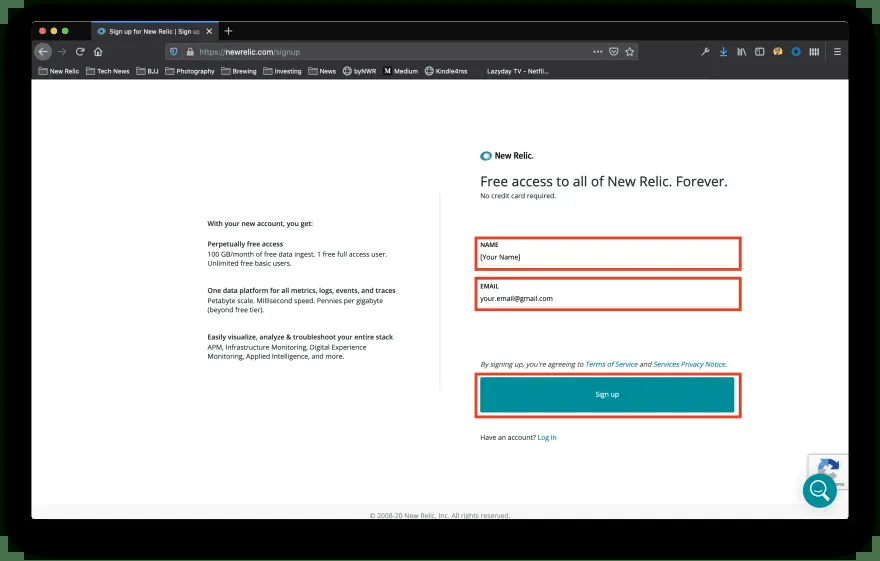 Sign up for New Relic | Sign up
https://newrelic.com/signup
New Relic Tech News BJJ Photography Brewing Investing News byNWR M Medium Kindle4rss Lazyday TV - Netfli...
New Relic.
Free access to all of New Relic. Forever.
No credit card required.
With your new account, you get:
Perpetually free access
100 GB/month of free data ingest. 1 free full access user.
Unlimited free basic users.
One data platform for all metrics, logs, events, and traces
Petabyte scale. Millisecond speed. Pennies per gigabyte
(beyond free tier).
Easily visualize, analyze & troubleshoot your entire stack
APM, Infrastructure Monitoring, Digital Experience
Monitoring, Applied Intelligence, and more.
NAME
[Your Name]
EMAIL
your.email@gmail.com
By signing up, you're agreeing to Terms of Service and Services Privacy Notice.
Sign up
Have an account? Log in
© 2008-20 New Relic, Inc. All rights reserved.